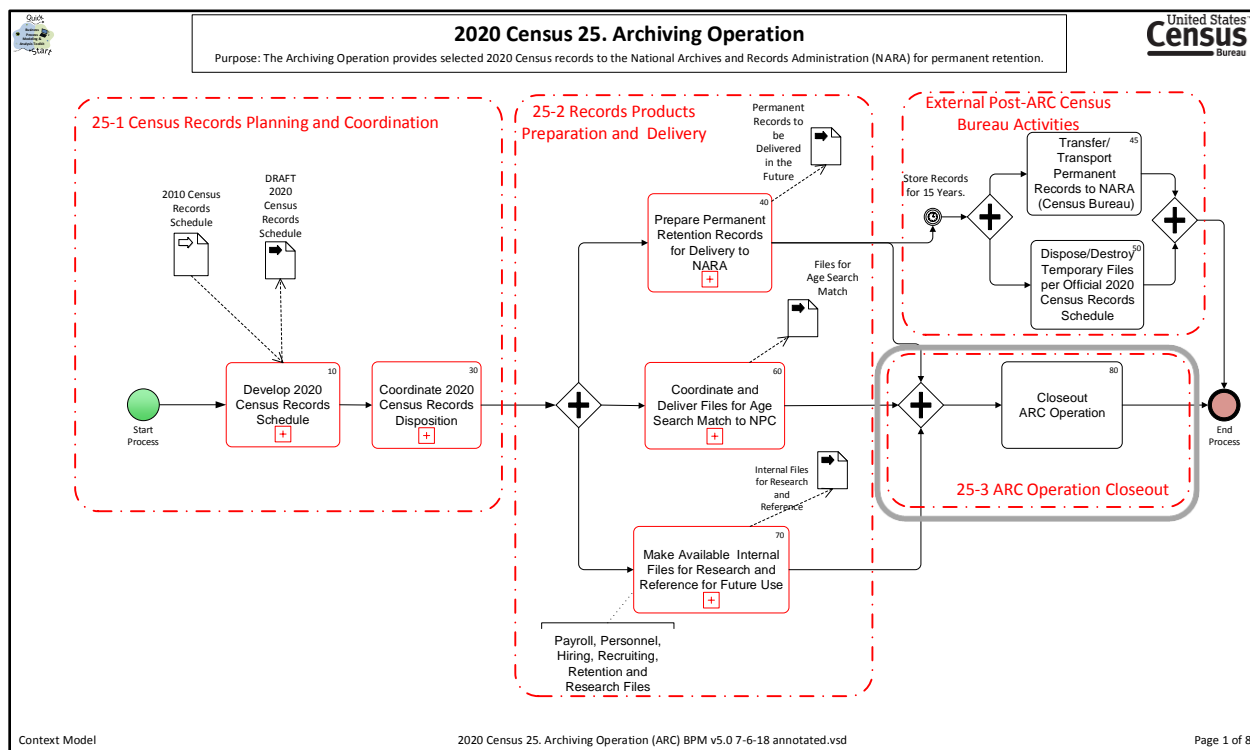 Quick
Business
Process
Modeling &
Analysis Toolkit
Start
2020 Census 25. Archiving Operation
Purpose: The Archiving Operation provides selected 2020 Census records to the National Archives and Records Administration (NARA) for permanent retention.
United States
Census
Bureau
25-1 Census Records Planning and Coordination
2010 Census
Records
Schedule
DRAFT
2020
Census
Records
Schedule
Start
Process
10
Develop 2020
Census Records
Schedule
30
Coordinate 2020
Census Records
Disposition
25-2 Records Products
Preparation and Delivery
Permanent
Records to
be
Delivered
in the
Future
40
Prepare Permanent
Retention Records
for Delivery to
NARA
Files for
Age Search
Match
60
Coordinate and
Deliver Files for Age
Search Match to NPC
Internal Files
for Research
and
Reference
70
Make Available Internal
Files for Research and
Reference for Future Use
Payroll, Personnel,
Hiring, Recruiting,
Retention and
Research Files
External Post-ARC Census
Bureau Activities
Store Records
for 15 Years.
45
Transfer/
Transport
Permanent
Records to NARA
(Census Bureau)
50
Dispose/Destroy
Temporary Files
per Official 2020
Census Records
Schedule
80
Closeout
ARC Operation
25-3 ARC Operation Closeout
End
Process
Context Model
2020 Census 25. Archiving Operation (ARC) BPM v5.0 7-6-18 annotated.vsd
Page 1 of 8